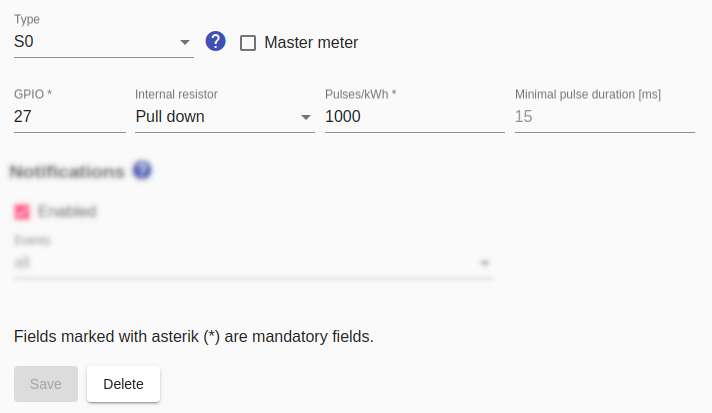 Type
S0
? Master meter
GPIO * Internal resistor Pulses/kWh * Minimal pulse duration [ms]
27 Pull down 1000 15
Notifications ?
Enabled
Events
all
Fields marked with asterik (*) are mandatory fields.
Save Delete